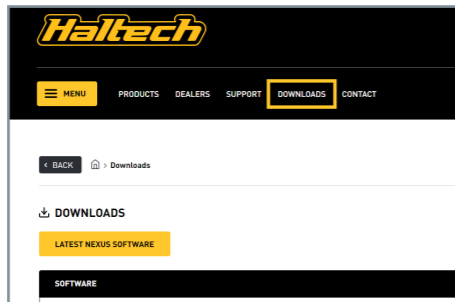 Haltech
MENU PRODUCTS DEALERS SUPPORT DOWNLOADS CONTACT
< BACK > Downloads
DOWNLOADS
LATEST NEXUS SOFTWARE
SOFTWARE